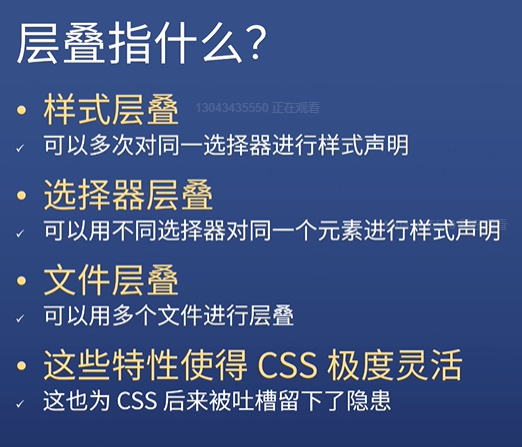 层叠指什么？
• 样式层叠
13043435550 正在观看
✓ 可以多次对同一选择器进行样式声明
• 选择器层叠
✓ 可以用不同选择器对同一个元素进行样式声明
• 文件层叠
✓ 可以用多个文件进行层叠
• 这些特性使得 CSS 极度灵活
✓ 这也为 CSS 后来被吐槽留下了隐患